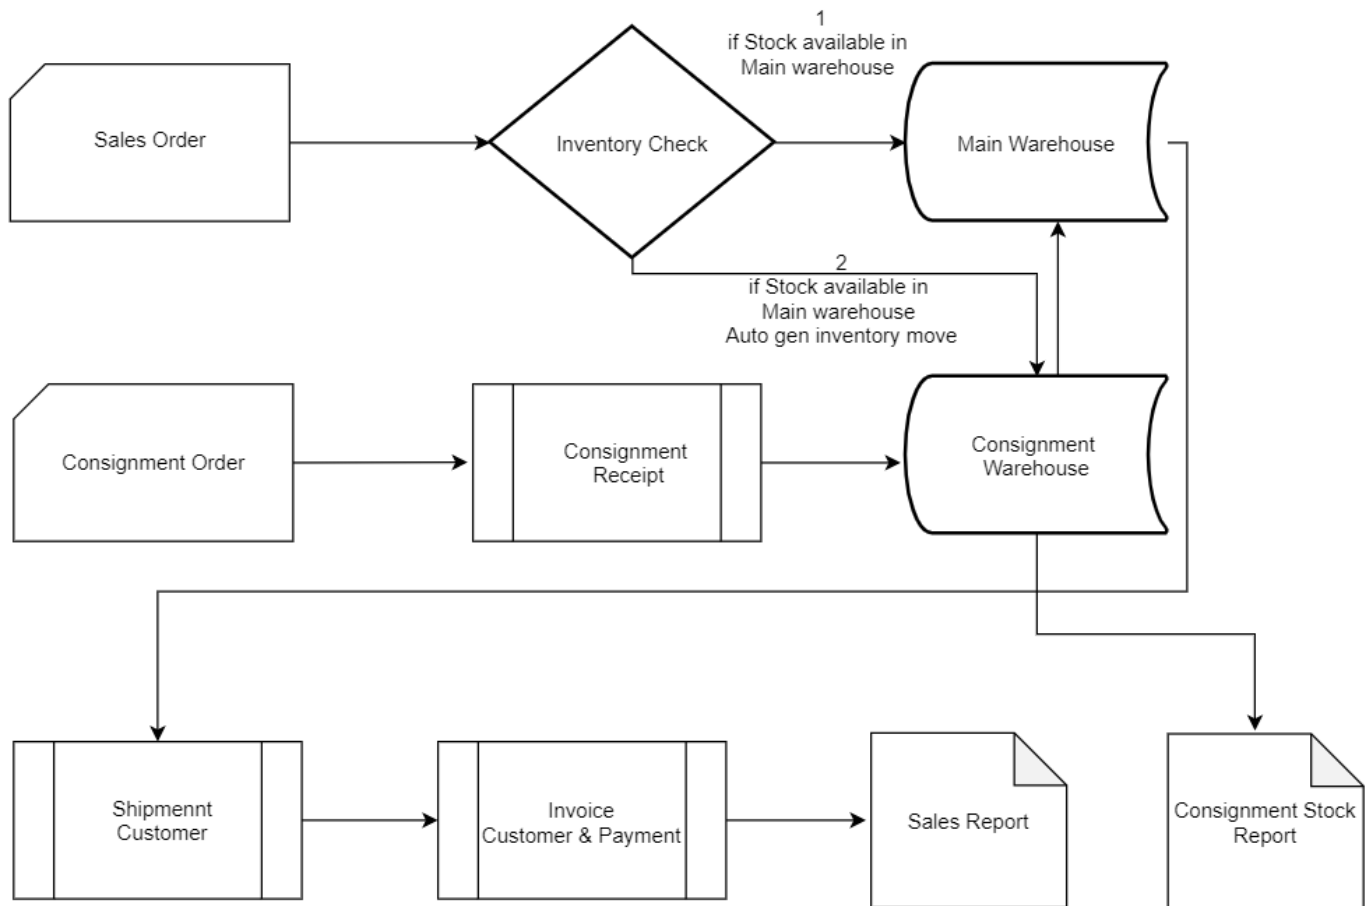 1
if Stock available in
Main warehouse
Sales Order
Inventory Check
Main Warehouse
2
if Stock available in
Main warehouse
Auto gen inventory move
Consignment Order
Consignment
Receipt
Consignment
Warehouse
Shipmennt
Customer
Invoice
Customer & Payment
Sales Report
Consignment Stock
Report